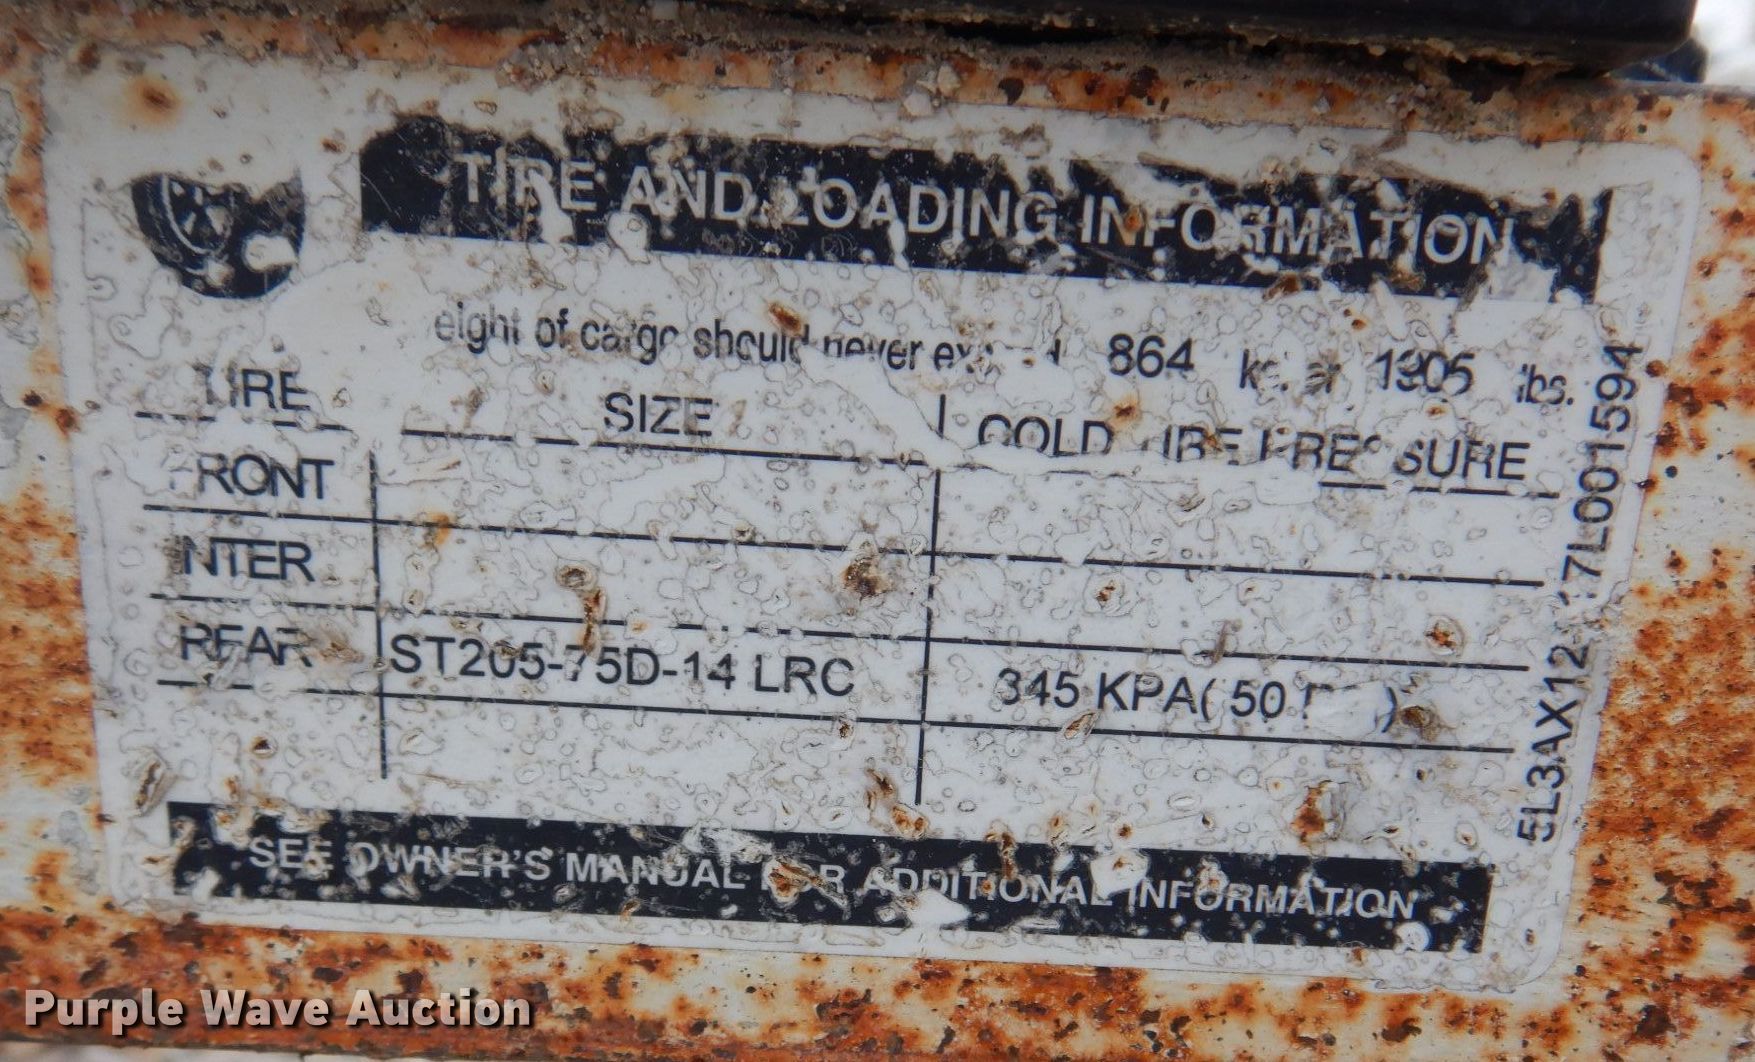 TIRE AND LOADING INFORMATION
eight of cargo should never exceed 864 kg. or 1905 lbs.
TIRE SIZE COLD TIRE PRESSURE
FRONT
INTER
REAR ST205-75D-14 LRC 345 KPA( 50 )
SEE OWNER'S MANUAL FOR ADDITIONAL INFORMATION
Purple Wave Auction